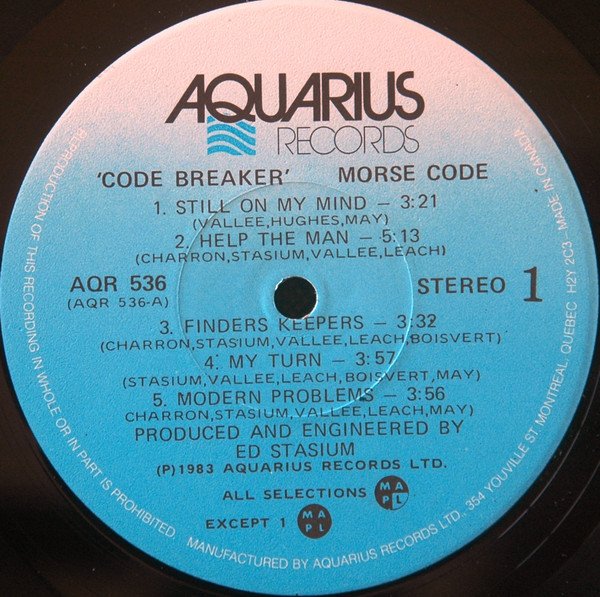 AQUARIUS
RECORDS
'CODE BREAKER' MORSE CODE
1. STILL ON MY MIND – 3:21
(VALLEE,HUGHES,MAY)
2. HELP THE MAN – 5:13
(CHARRON,STASIUM,VALLEE,LEACH)
AQR 536
(AQR 536-A)
STEREO 1
3. FINDERS KEEPERS – 3:32
(CHARRON,STASIUM,VALLEE,LEACH,BOISVERT)
4. MY TURN – 3:57
(STASIUM,VALLEE,LEACH,BOISVERT,MAY)
5. MODERN PROBLEMS – 3:56
CHARRON,STASIUM,VALLEE,LEACH,MAY)
PRODUCED AND ENGINEERED BY
ED STASIUM
(P)1983 AQUARIUS RECORDS LTD.
ALL SELECTIONS MAPL
EXCEPT 1 MAPL
REPRODUCTION OF THIS RECORDING IN WHOLE OR IN PART IS PROHIBITED
MANUFACTURED BY AQUARIUS RECORDS LTD. 354 YOUVILLE ST. MONTREAL, QUEBEC H2Y 2C3 MADE IN CANADA